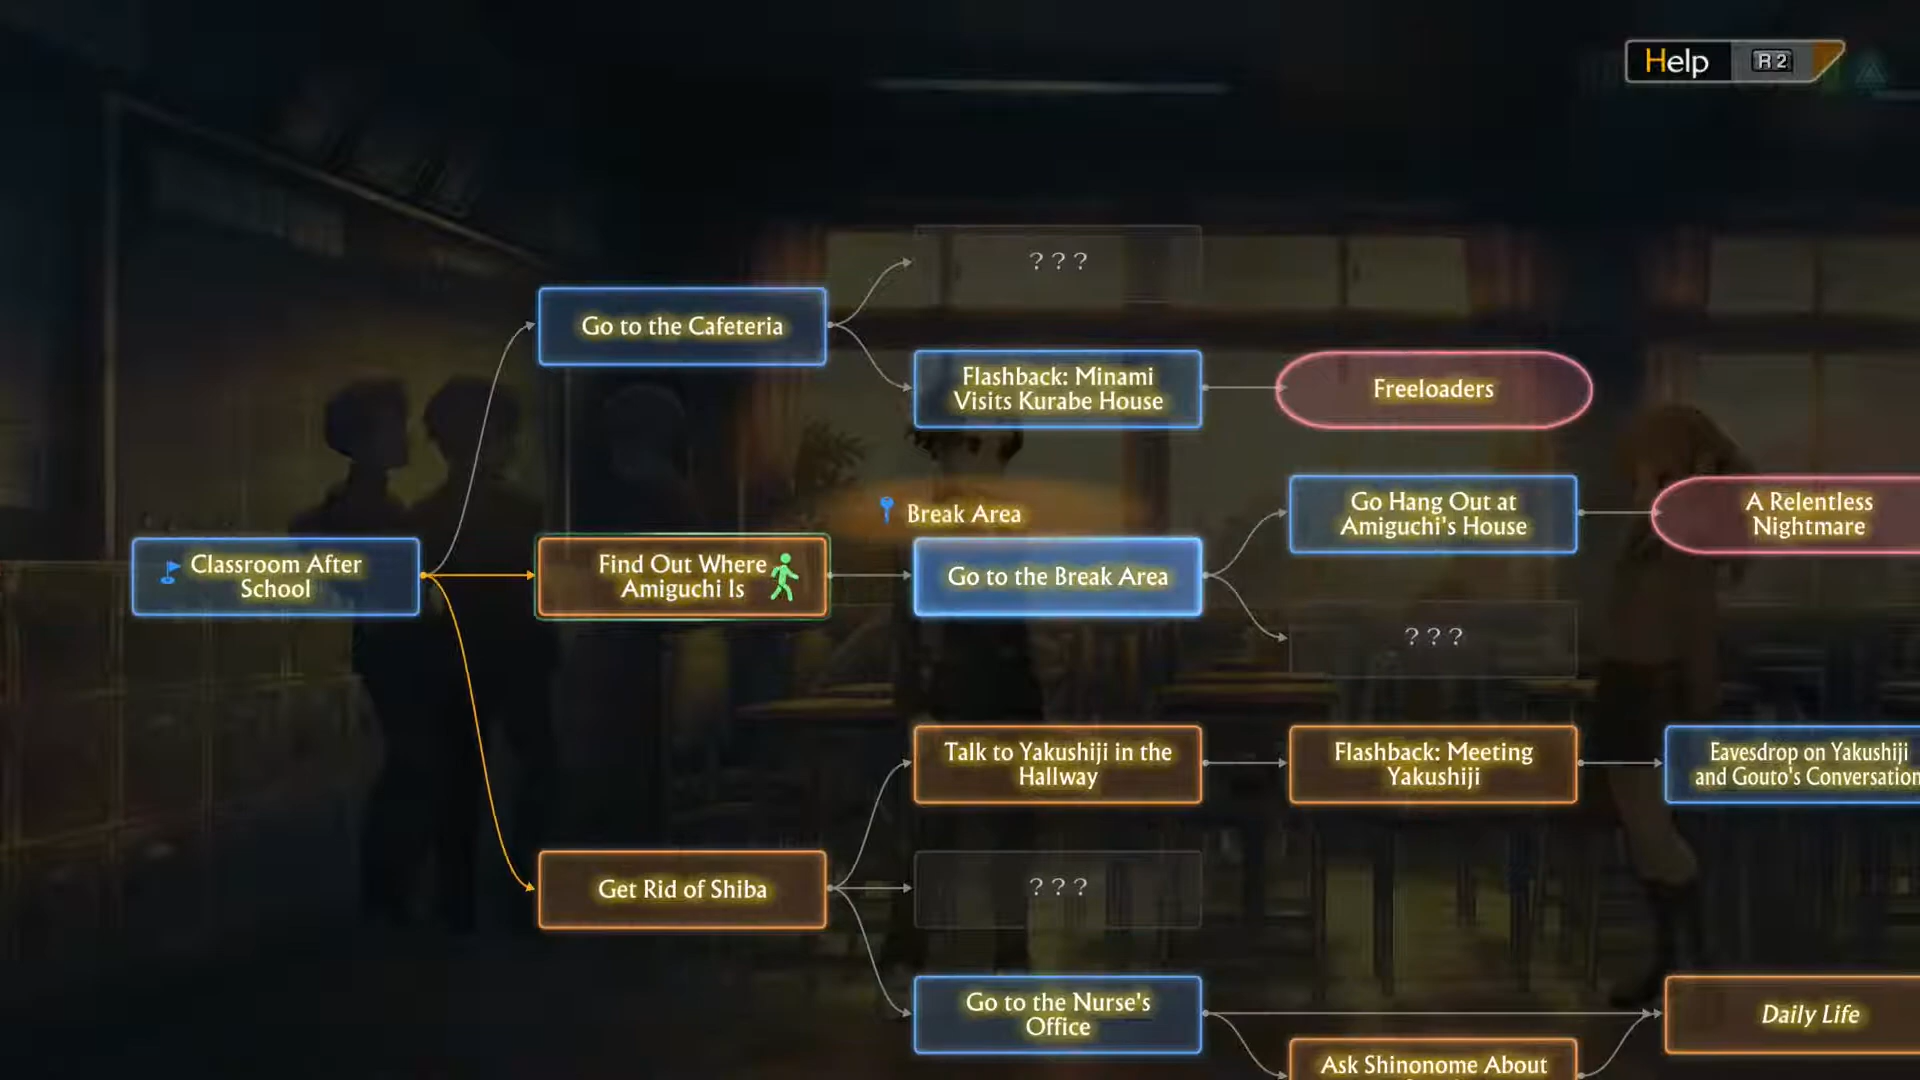 Help R2
? ? ?
Go to the Cafeteria
Flashback: Minami
Visits Kurabe House
Freeloaders
Break Area
Go Hang Out at
Amiguchi's House
A Relentless
Nightmare
Classroom After
School
Find Out Where
Amiguchi Is
Go to the Break Area
? ? ?
Talk to Yakushiji in the
Hallway
Flashback: Meeting
Yakushiji
Eavesdrop on Yakushiji
and Gouto's Conversation
Get Rid of Shiba
? ? ?
Go to the Nurse's
Office
Daily Life
Ask Shinonome About